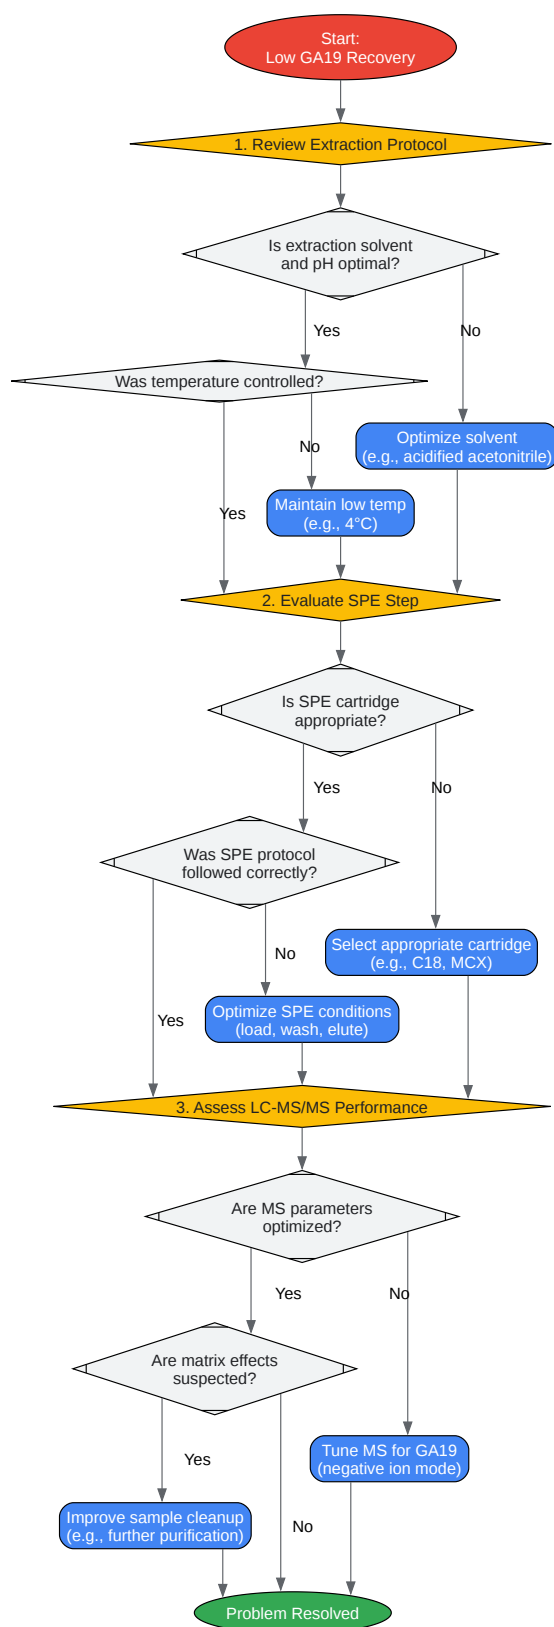 Start:
Low GA19 Recovery
1. Review Extraction Protocol
Is extraction solvent
and pH optimal?
Yes
No
Was temperature controlled?
Optimize solvent
(e.g., acidified acetonitrile)
No
Yes
Maintain low temp
(e.g., 4°C)
2. Evaluate SPE Step
Is SPE cartridge
appropriate?
Yes
No
Was SPE protocol
followed correctly?
Select appropriate cartridge
(e.g., C18, MCX)
No
Yes
Optimize SPE conditions
(load, wash, elute)
3. Assess LC-MS/MS Performance
Are MS parameters
optimized?
Yes
No
Are matrix effects
suspected?
Tune MS for GA19
(negative ion mode)
Yes
Improve sample cleanup
(e.g., further purification)
No
Problem Resolved